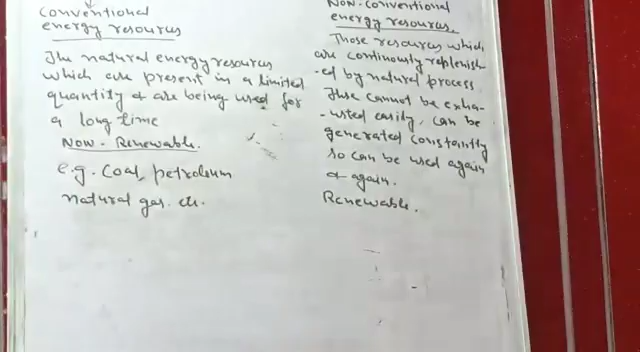 Conventional
energy resources
The natural energy resources
which are present in a limited
quantity & are being used for
a long time
Non-Renewable.
e.g. Coal, petroleum
natural gas. etc.
Non-Conventional
energy resources.
Those resources which
are continously replenish
-ed by natural process
These cannot be exha-
-usted easily, can be
generated constantly
so can be used again
& again.
Renewable.